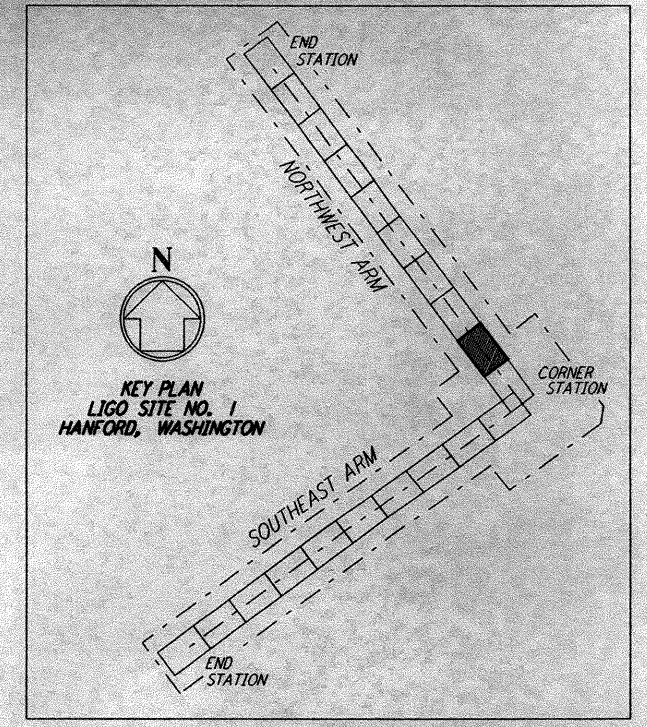 END
STATION
NORTHWEST ARM
N
KEY PLAN
LIGO SITE NO. 1
HANFORD, WASHINGTON
CORNER
STATION
SOUTHEAST ARM
END
STATION